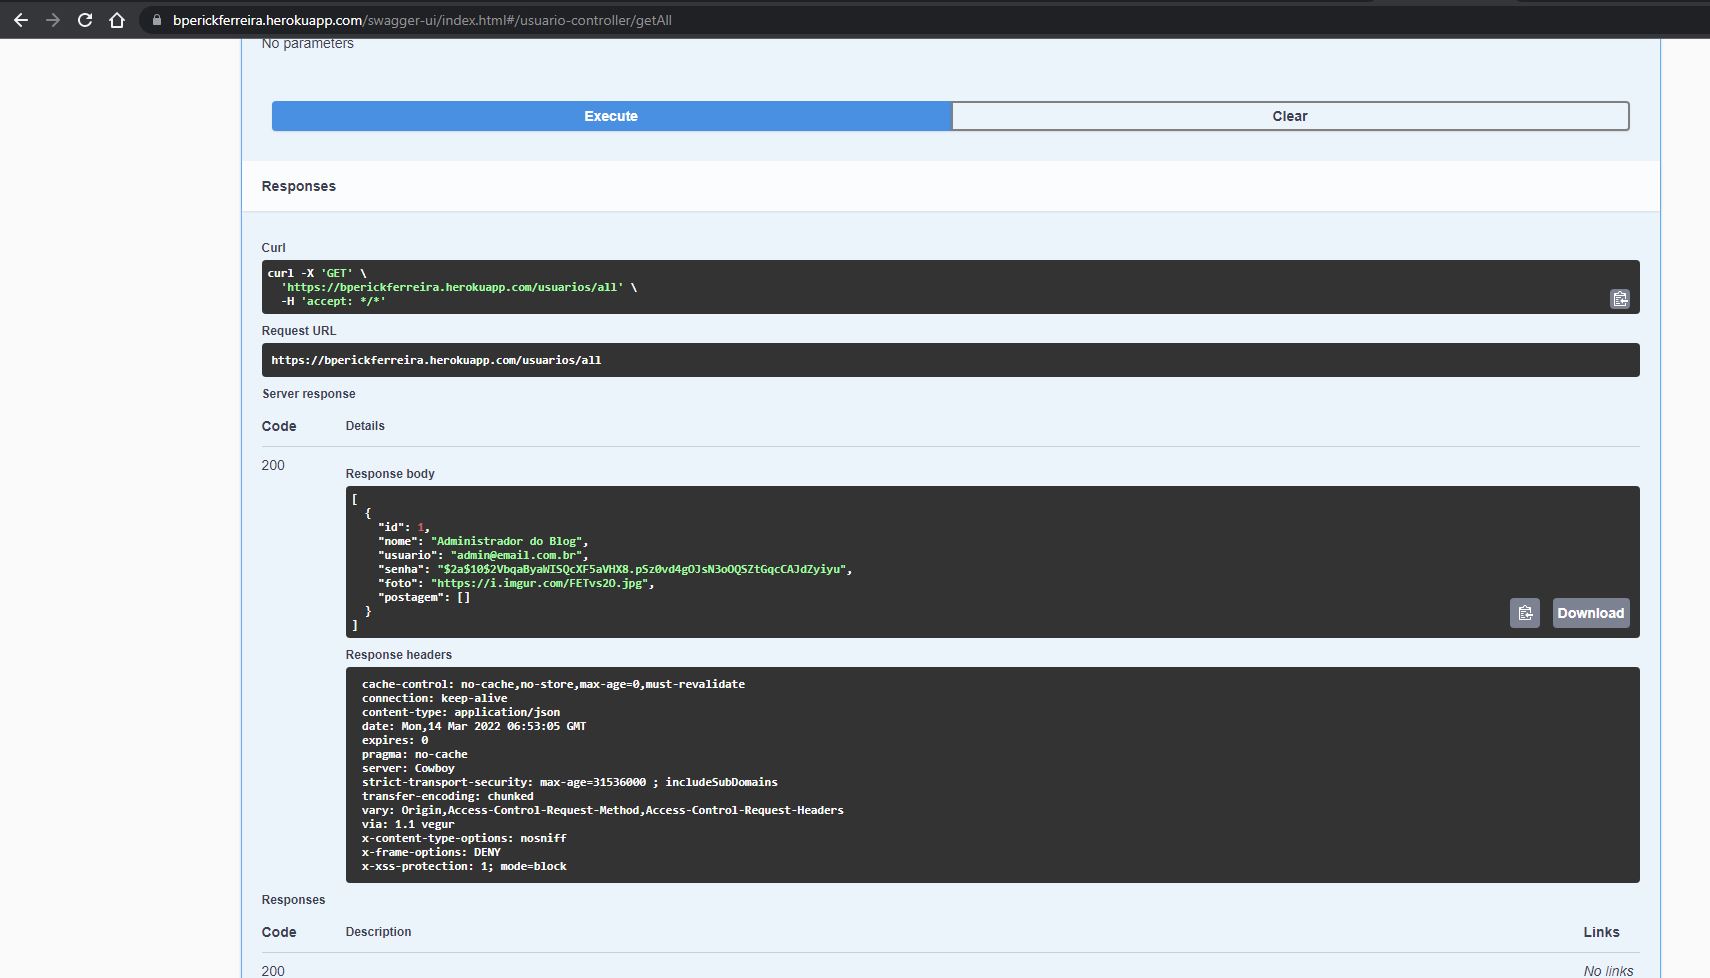 bperickferreira.herokuapp.com/swagger-ui/index.html#/usuario-controller/getAll
No parameters
Execute
Clear
Responses
Curl
curl -X 'GET' \
'https://bperickferreira.herokuapp.com/usuarios/all' \
-H 'accept: */*'
Request URL
https://bperickferreira.herokuapp.com/usuarios/all
Server response
Code Details
200
Response body
[
{
"id": 1,
"nome": "Administrador do Blog",
"usuario": "admin@email.com.br",
"senha": "$2a$10$2VbqaByaWISQcXF5aVHX8.pSz0vd4gOJsN3oOQSZtGqcCAJdZyiyu",
"foto": "https://i.imgur.com/FETvs2O.jpg",
"postagem": []
}
]
Download
Response headers
cache-control: no-cache,no-store,max-age=0,must-revalidate
connection: keep-alive
content-type: application/json
date: Mon,14 Mar 2022 06:53:05 GMT
expires: 0
pragma: no-cache
server: Cowboy
strict-transport-security: max-age=31536000 ; includeSubDomains
transfer-encoding: chunked
vary: Origin,Access-Control-Request-Method,Access-Control-Request-Headers
via: 1.1 vegur
x-content-type-options: nosniff
x-frame-options: DENY
x-xss-protection: 1; mode=block
Responses
Code Description Links
200 No links